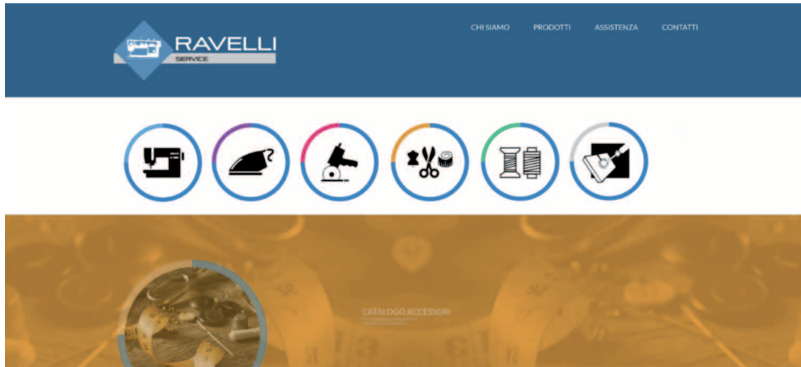 RAVELLI
SERVICE
CHI SIAMO
PRODOTTI
ASSISTENZA
CONTATTI
CATALOGO ACCESSORI